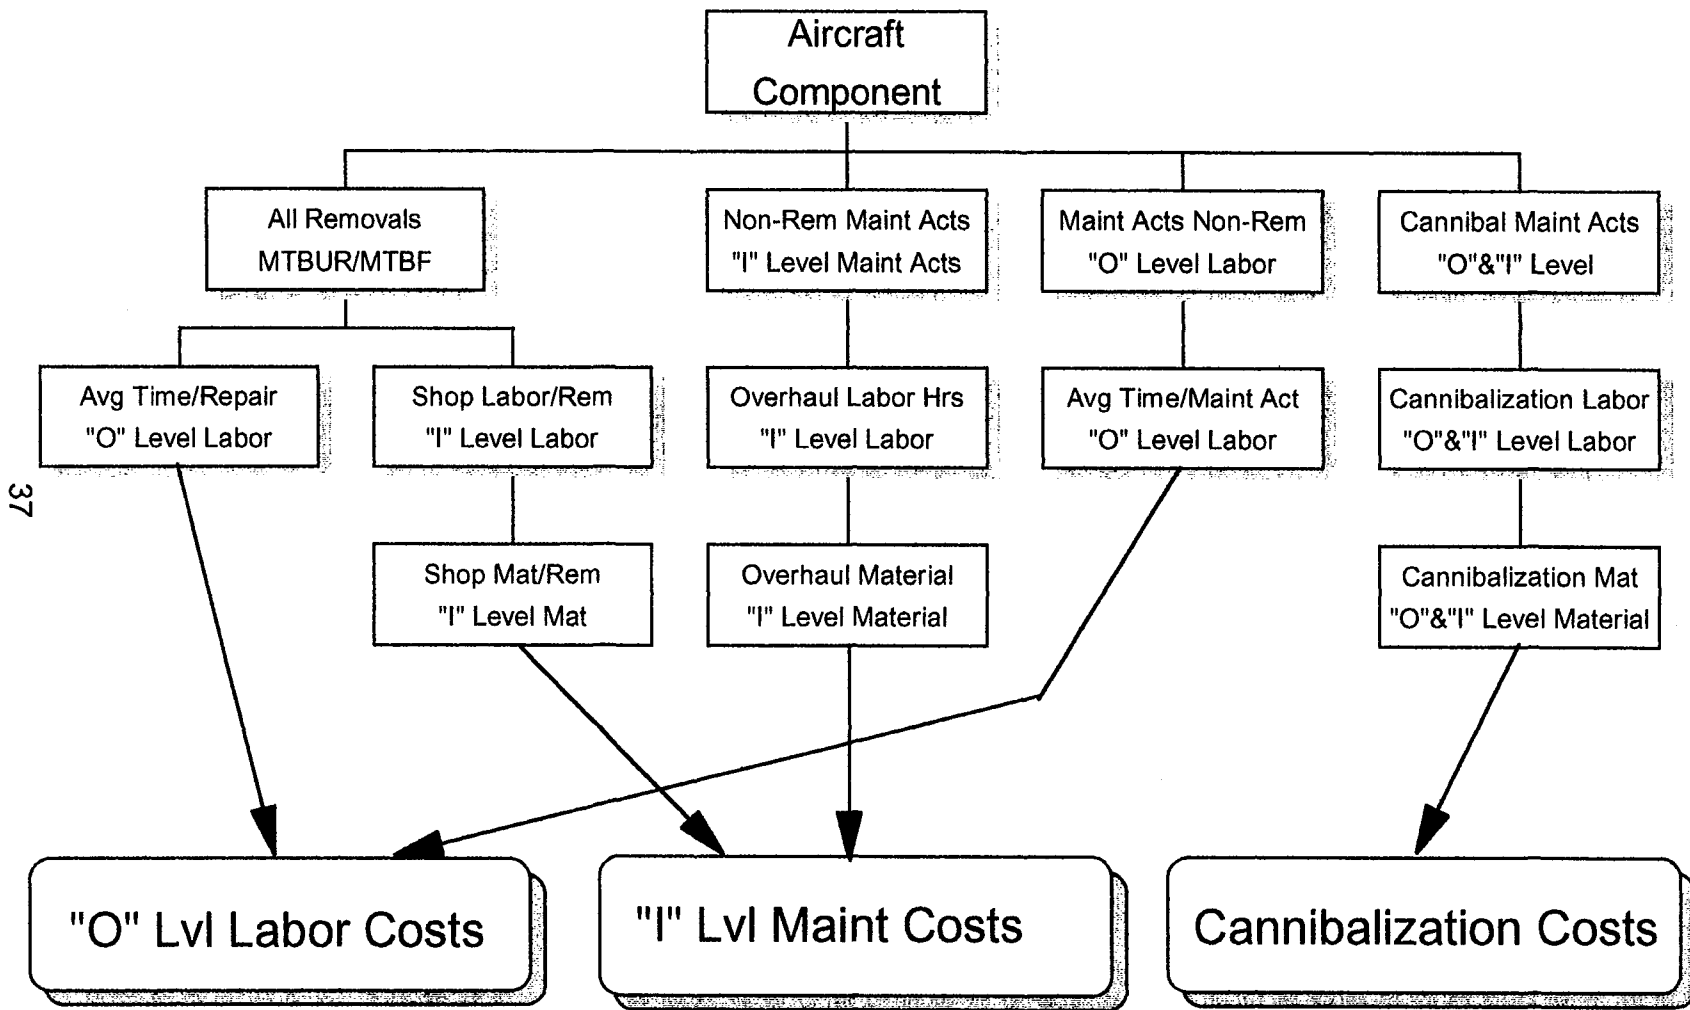 Aircraft
Component
All Removals
MTBUR/MTBF
Non-Rem Maint Acts
"I" Level Maint Acts
Maint Acts Non-Rem
"O" Level Labor
Cannibal Maint Acts
"O"&"I" Level
Avg Time/Repair
"O" Level Labor
Shop Labor/Rem
"I" Level Labor
Overhaul Labor Hrs
"I" Level Labor
Avg Time/Maint Act
"O" Level Labor
Cannibalization Labor
"O"&"I" Level Labor
37
Shop Mat/Rem
"I" Level Mat
Overhaul Material
"I" Level Material
Cannibalization Mat
"O"&"I" Level Material
"O" Lvl Labor Costs
"I" Lvl Maint Costs
Cannibalization Costs